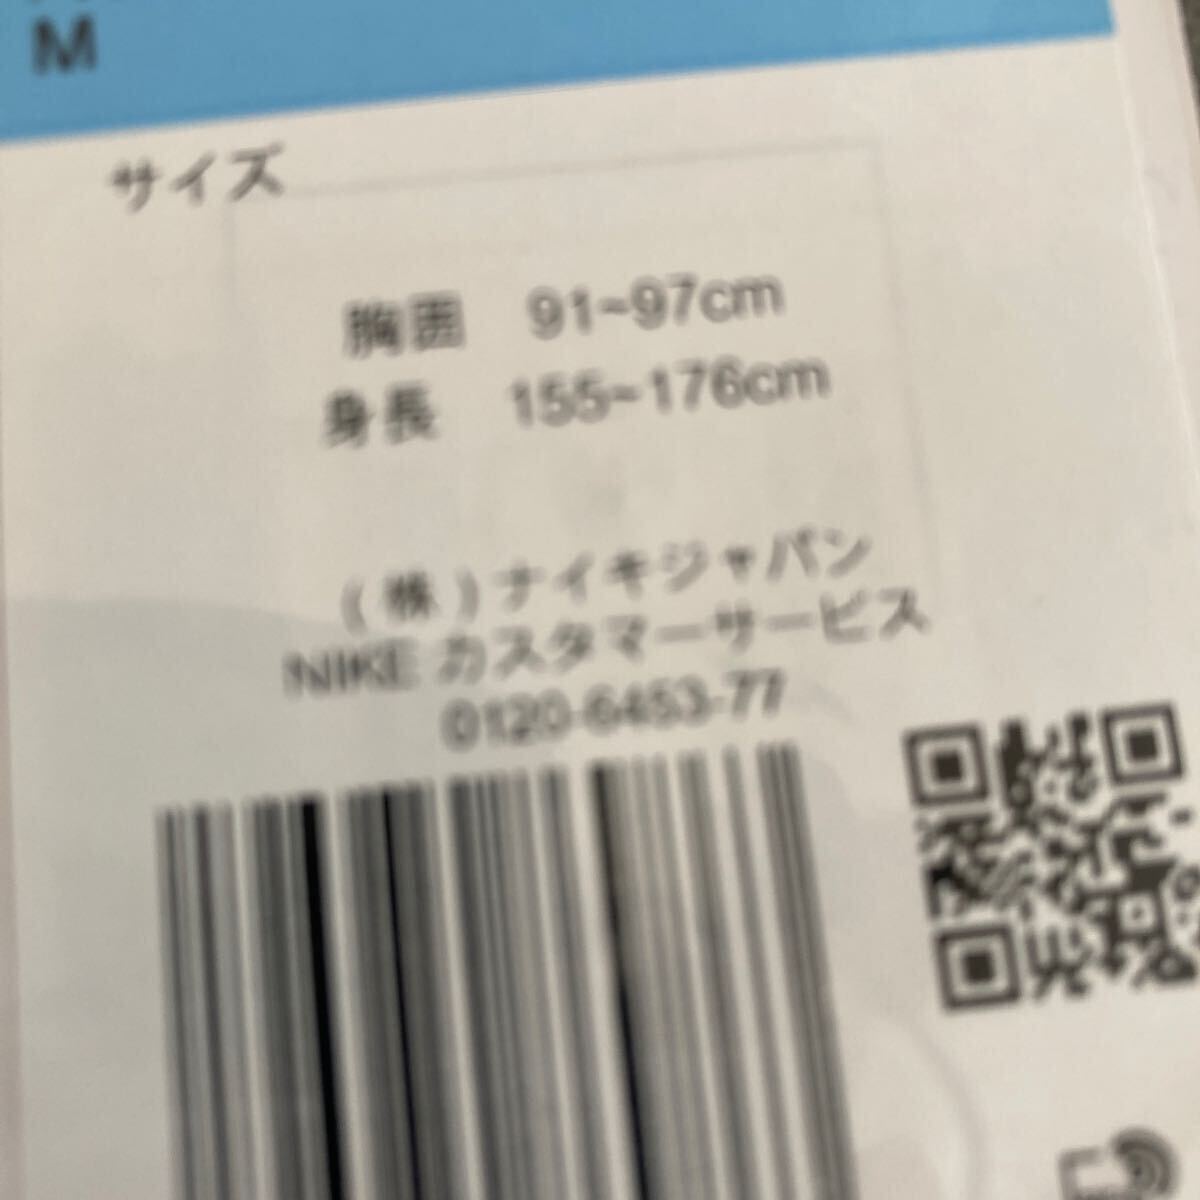 M
サイズ
胸囲 91~97cm
身長 155~176cm
(株)ナイキジャパン
NIKE カスタマーサービス
0120-6453-77